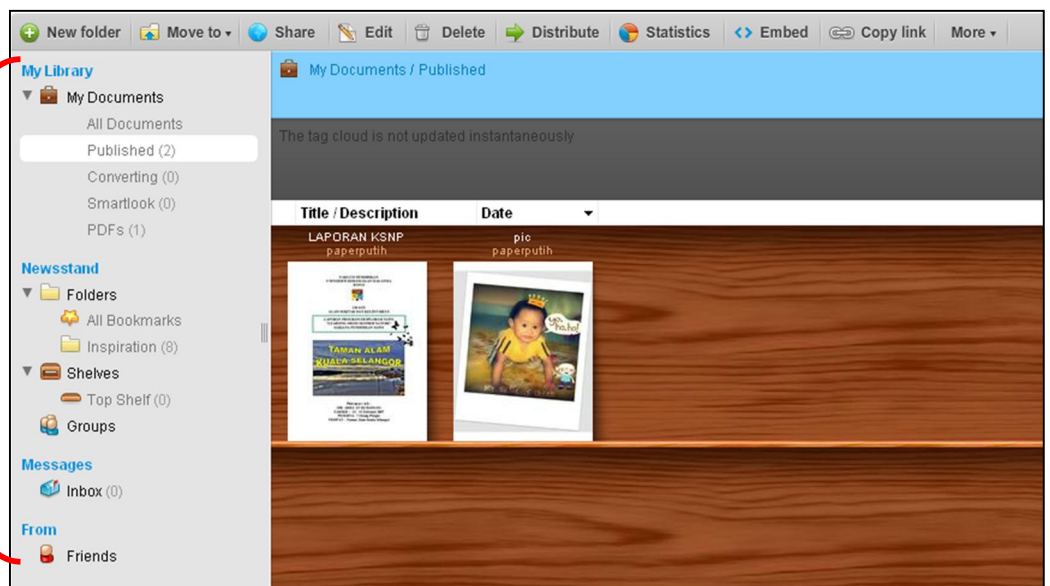 New folder Move to Share Edit Delete Distribute Statistics Embed Copy link More
My Library
My Documents
All Documents
Published (2)
Converting (0)
Smartlook (0)
PDFs (1)
Newsstand
Folders
All Bookmarks
Inspiration (8)
Shelves
Top Shelf (0)
Groups
Messages
Inbox (0)
From
Friends
My Documents / Published
The tag cloud is not updated instantaneously
Title / Description Date
LAPORAN KSNP
paperputih
TAMAN ALAM
KUALA SELANGOR
pic
paperputih
yo,
ho,ho!